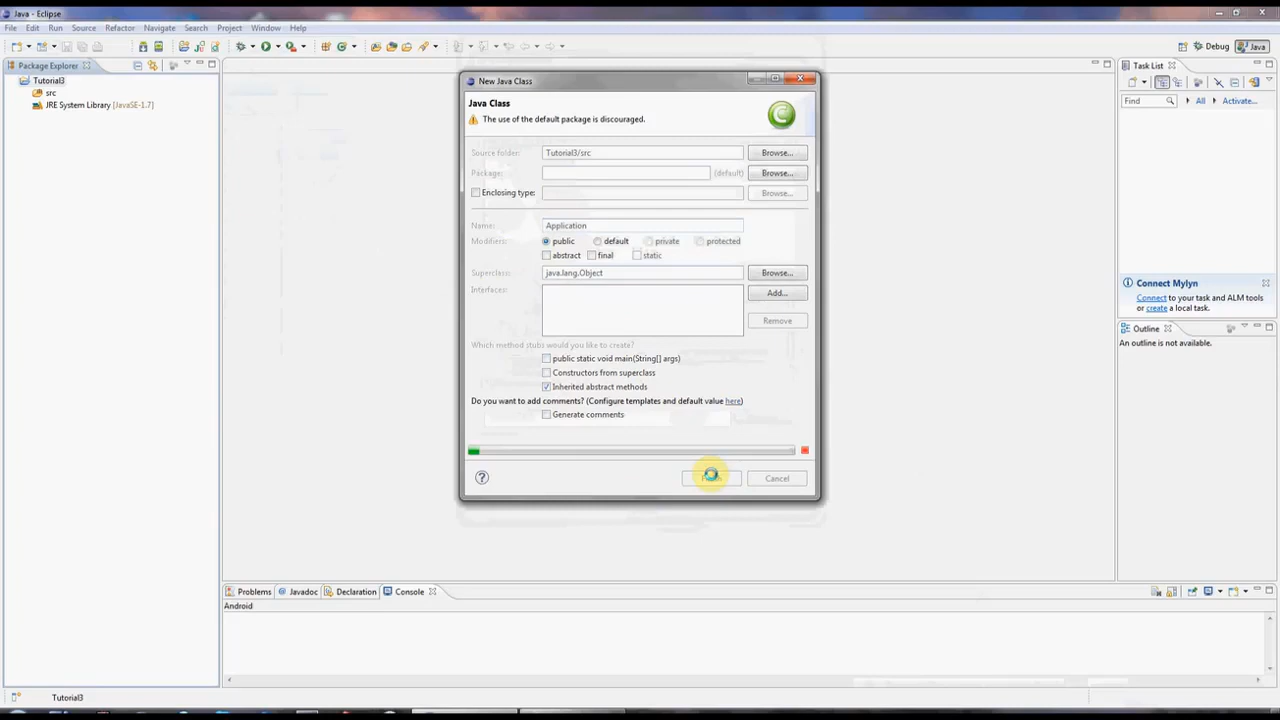 Java - Eclipse
File Edit Run Source Refactor Navigate Search Project Run Window Help
Debug Java
Package Explorer
Tutorial3
src
JRE System Library [JavaSE-1.7]
New Java Class
Java Class
The use of the default package is discouraged.
Source folder: Tutorial3/src Browse...
Package: (default) Browse...
Enclosing type: Browse...
Name: Application
Modifiers: public default private protected
abstract final static
Superclass: java.lang.Object Browse...
Interfaces: Add...
Remove
Which method stubs would you like to create?
public static void main(String[] args)
Constructors from superclass
Inherited abstract methods
Do you want to add comments? (Configure templates and default value here)
Generate comments
Cancel
Task List
Find All Activate...
Connect Mylyn
Connect to your task and ALM tools
or create a local task.
Outline
An outline is not available.
Problems Javadoc Declaration Console
Android
Tutorial3